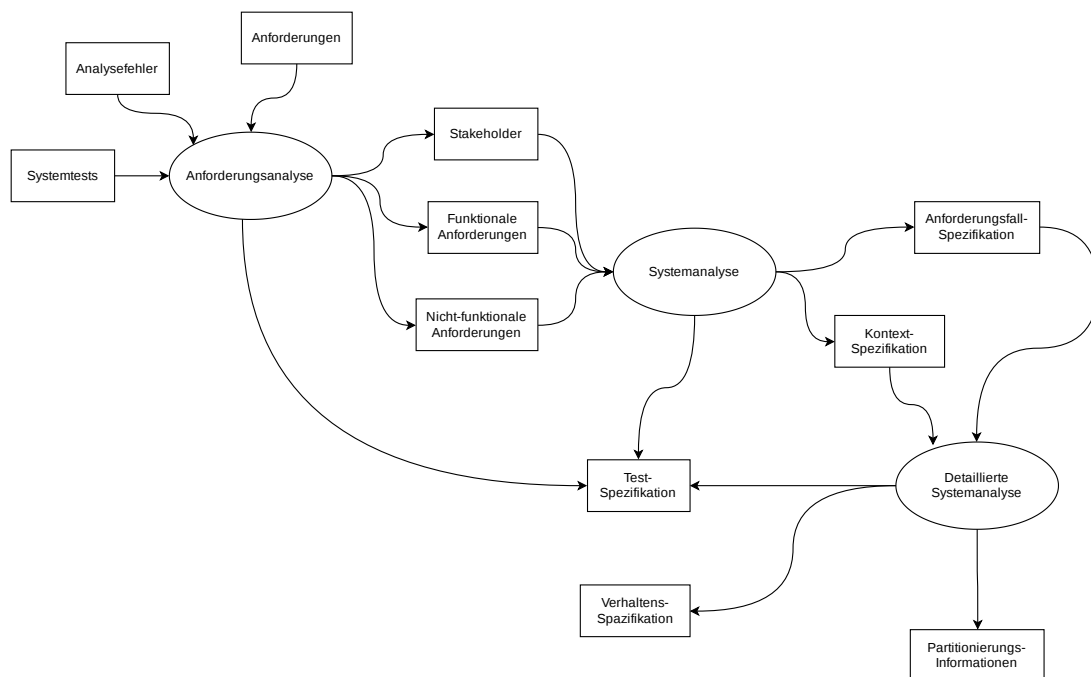 Anforderungen
Analysefehler
Stakeholder
Systemtests
Anforderungsanalyse
Funktionale
Anforderungen
Anforderungsfall-
Spezifikation
Systemanalyse
Nicht-funktionale
Anforderungen
Kontext-
Spezifikation
Test-
Spezifikation
Detaillierte
Systemanalyse
Verhaltens-
Spazifikation
Partitionierungs-
Informationen